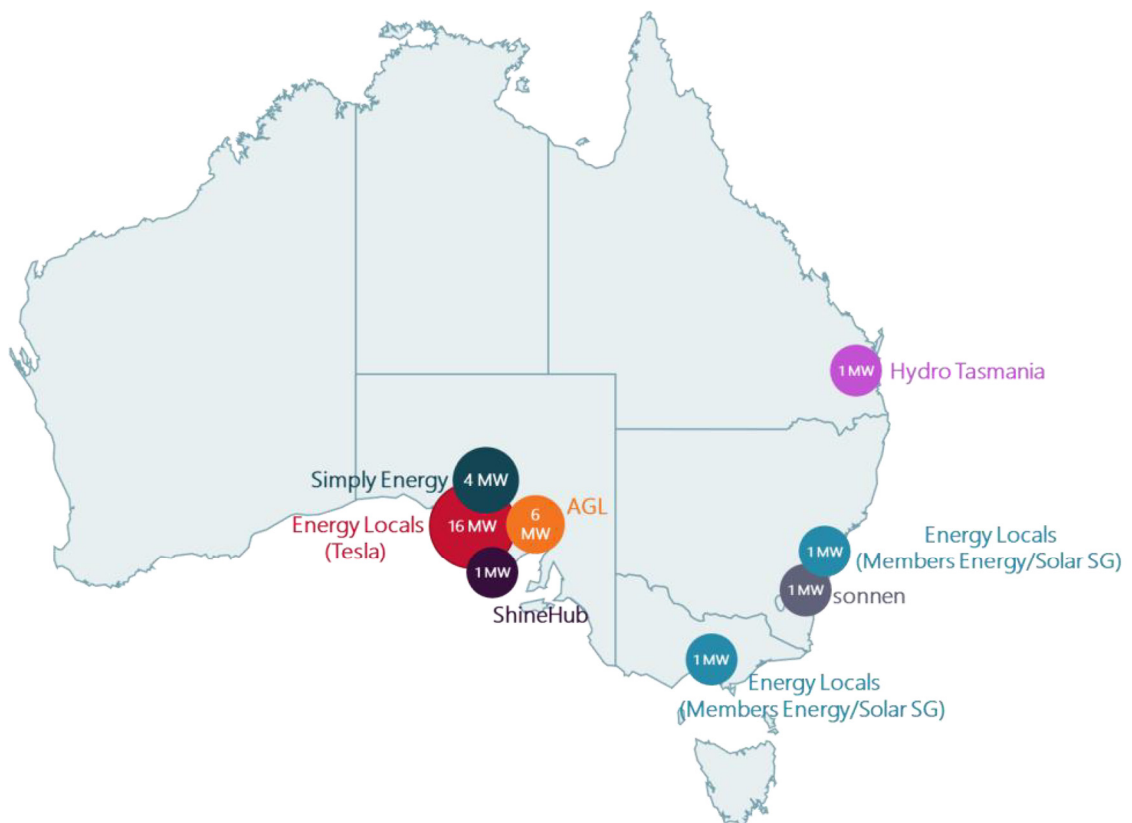 1 MW
Hydro Tasmania
Simply Energy
4 MW
Energy Locals
(Tesla)
16 MW
6
MW
AGL
1 MW
ShineHub
1 MW
Energy Locals
(Members Energy/Solar SG)
1 MW
sonnen
1 MW
Energy Locals
(Members Energy/Solar SG)